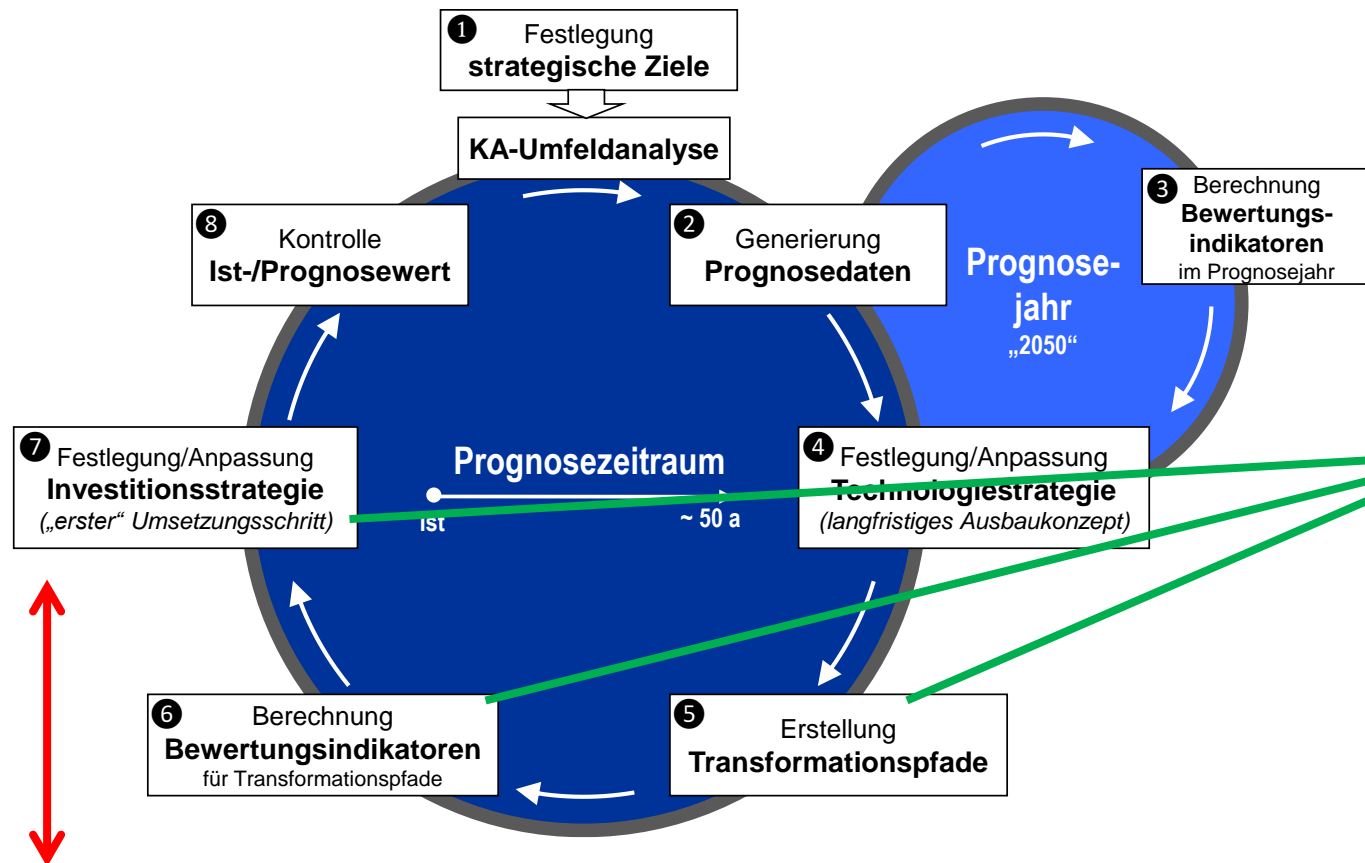 ❶ Festlegung
strategische Ziele
KA-Umfeldanalyse
❷ Generierung
Prognosedaten
❸ Berechnung
Bewertungs-
indikatoren
im Prognosejahr
Prognose-
jahr
„2050“
❹ Festlegung/Anpassung
Technologiestrategie
(langfristiges Ausbaukonzept)
❺ Erstellung
Transformationspfade
❻ Berechnung
Bewertungsindikatoren
für Transformationspfade
❼ Festlegung/Anpassung
Investitionsstrategie
(„erster“ Umsetzungsschritt)
❽ Kontrolle
Ist-/Prognosewert
Prognosezeitraum
Ist
~ 50 a